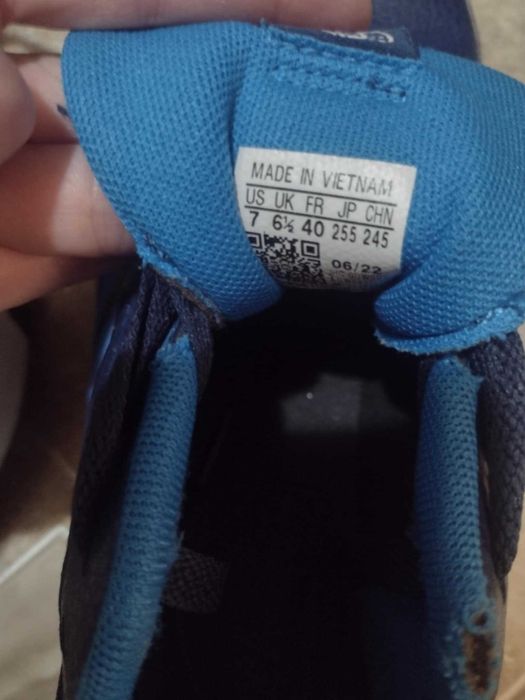 MADE IN VIETNAM
US UK FR JP CHN
7 6½ 40 255 245
06/22